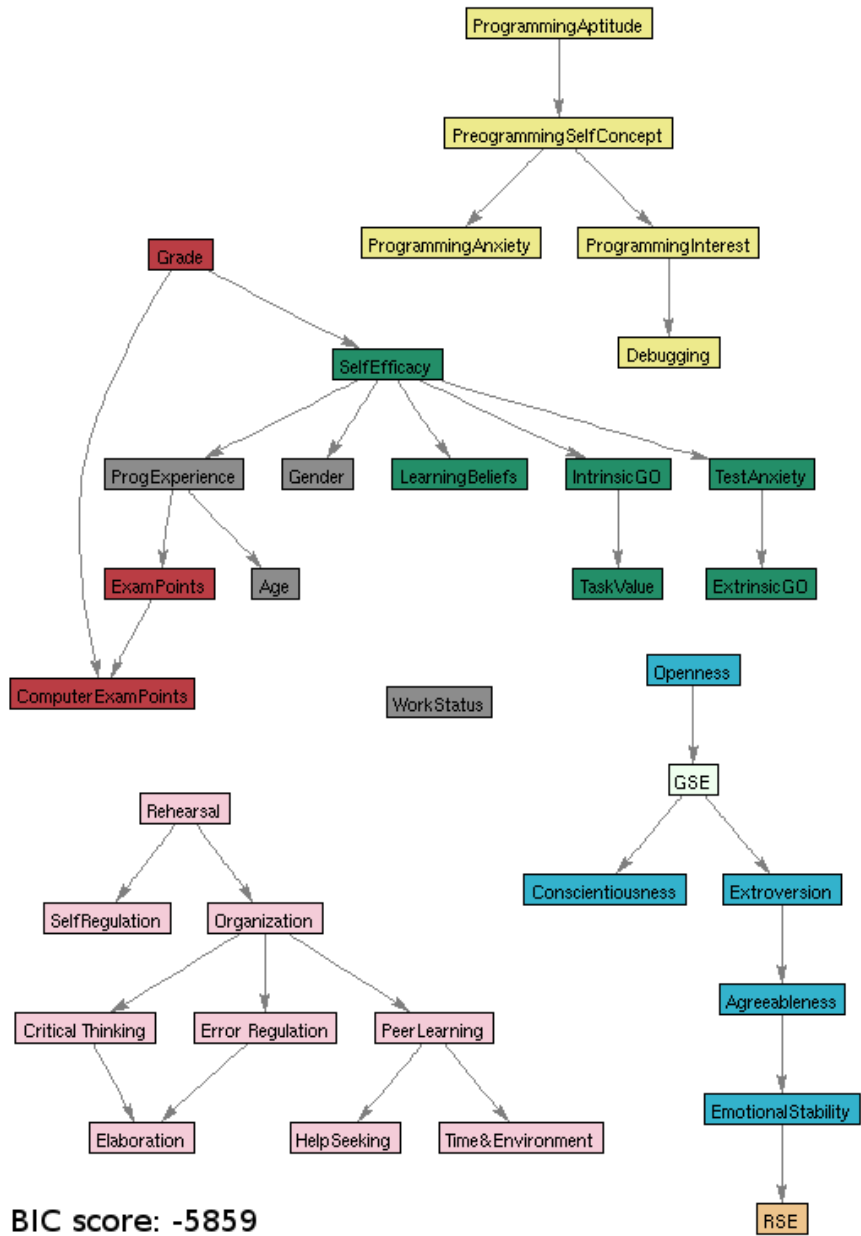 ProgrammingAptitude
PreogrammingSelfConcept
ProgrammingAnxiety
ProgrammingInterest
Grade
Debugging
SelfEfficacy
ProgExperience
Gender
LearningBeliefs
IntrinsicGO
TestAnxiety
ExamPoints
Age
TaskValue
ExtrinsicGO
Openness
ComputerExamPoints
WorkStatus
GSE
Rehearsal
Conscientiousness
Extroversion
SelfRegulation
Organization
Agreeableness
Critical Thinking
Error Regulation
PeerLearning
EmotionalStability
Elaboration
HelpSeeking
Time&Environment
RSE
BIC score: -5859